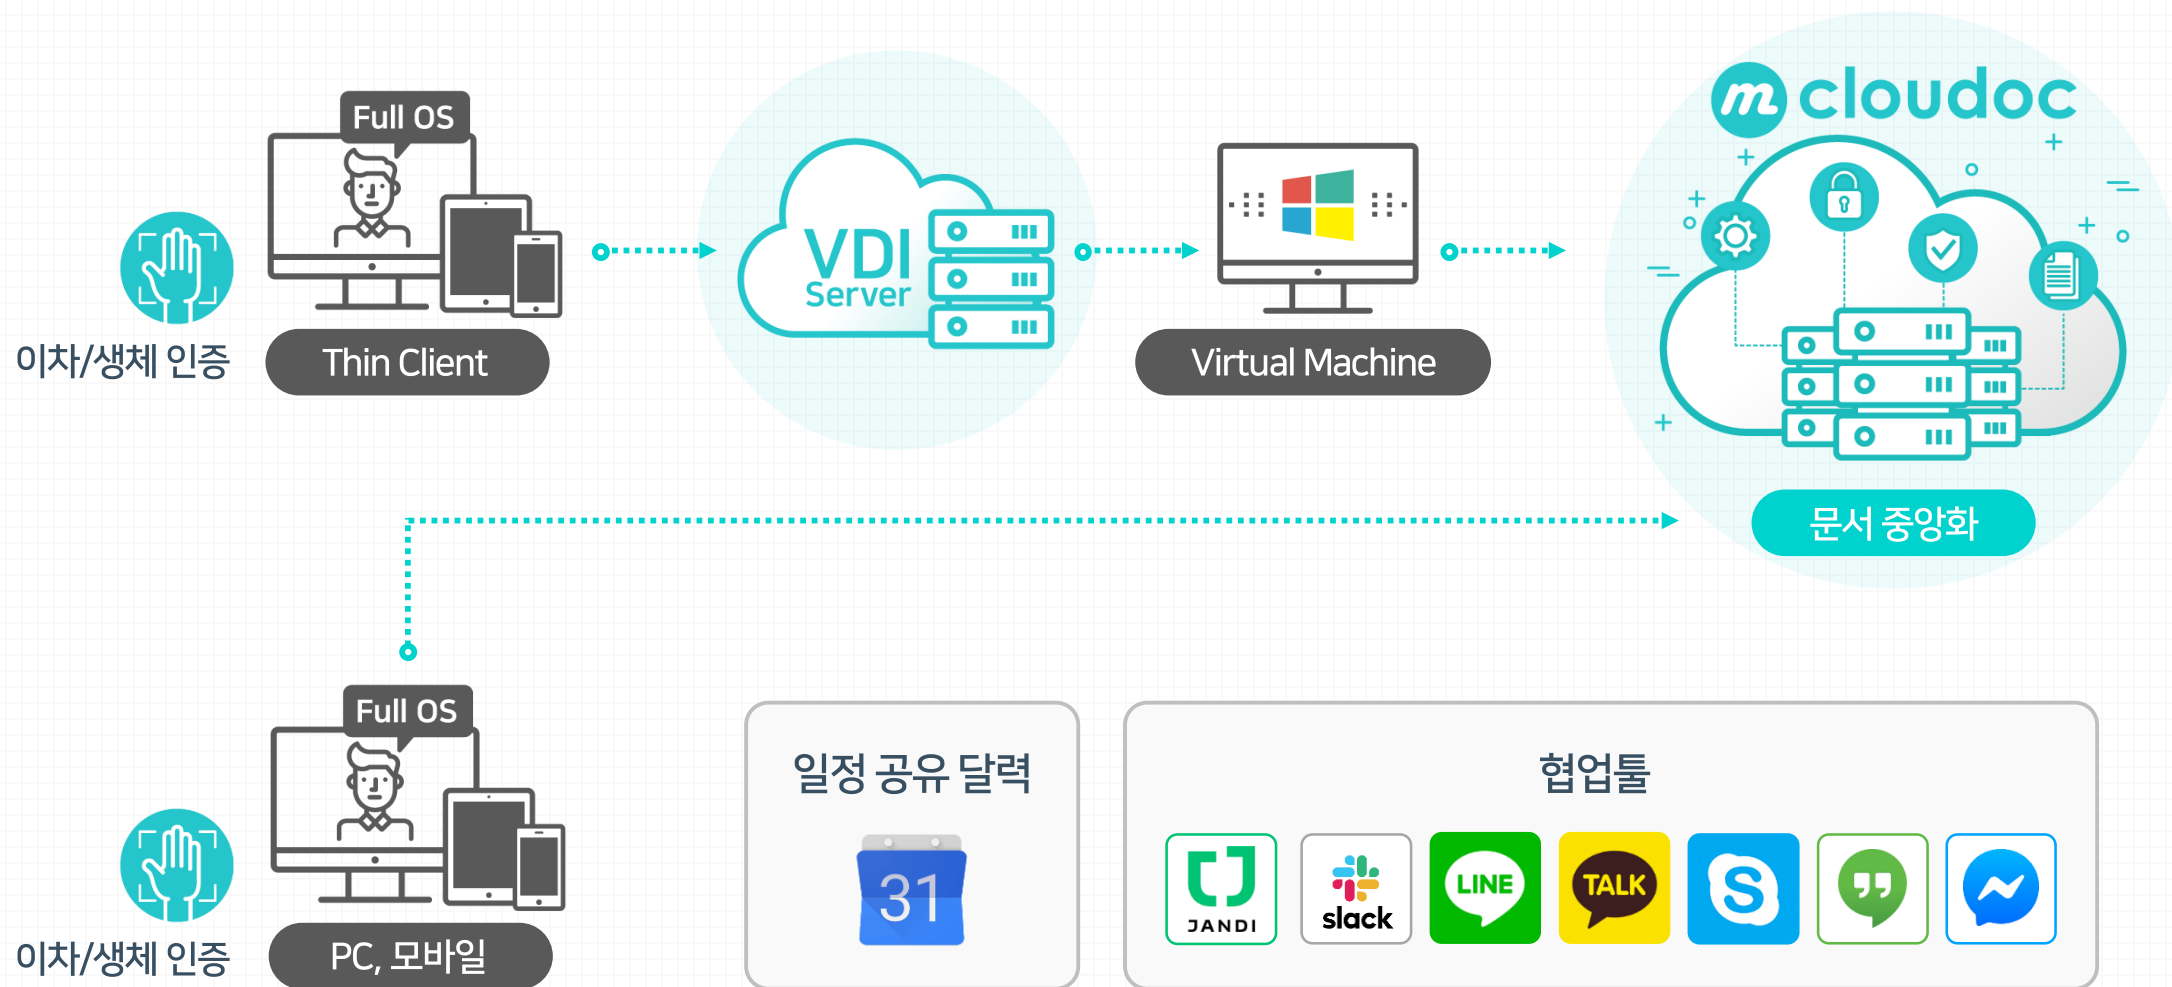 Full OS
이차/생체 인증
Thin Client
VDI
Server
Virtual Machine
m cloudoc
문서 중앙화
Full OS
이차/생체 인증
PC, 모바일
일정 공유 달력
31
협업툴
JANDI
slack
LINE
TALK
S